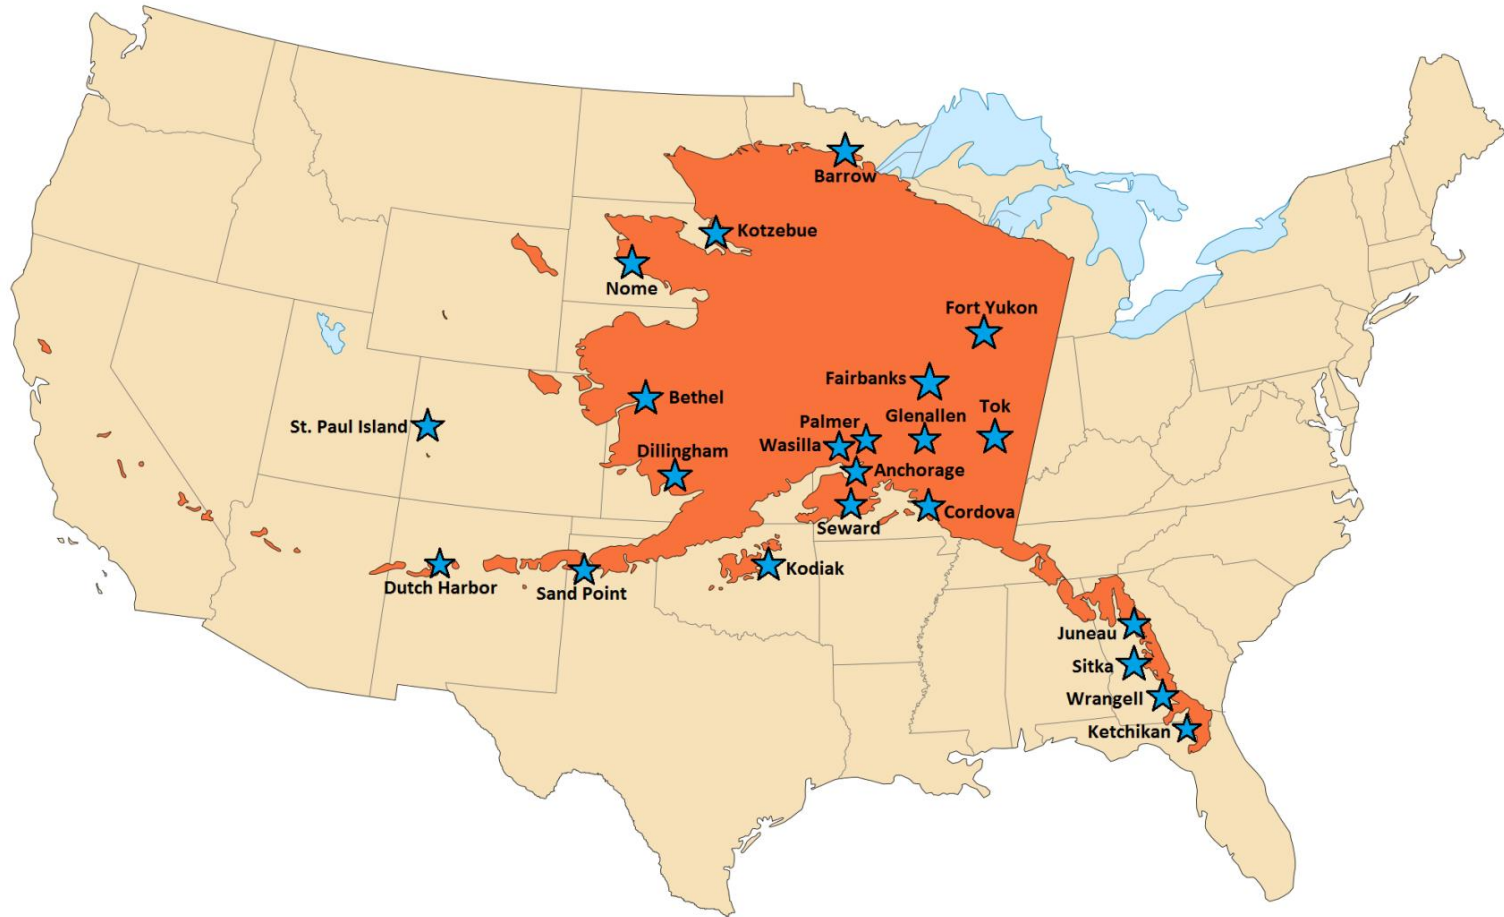 Barrow
Kotzebue
Nome
Fort Yukon
Fairbanks
Bethel
Tok
Glenallen
Palmer
St. Paul Island
Wasilla
Dillingham
Anchorage
Cordova
Seward
Kodiak
Dutch Harbor
Sand Point
Juneau
Sitka
Wrangell
Ketchikan